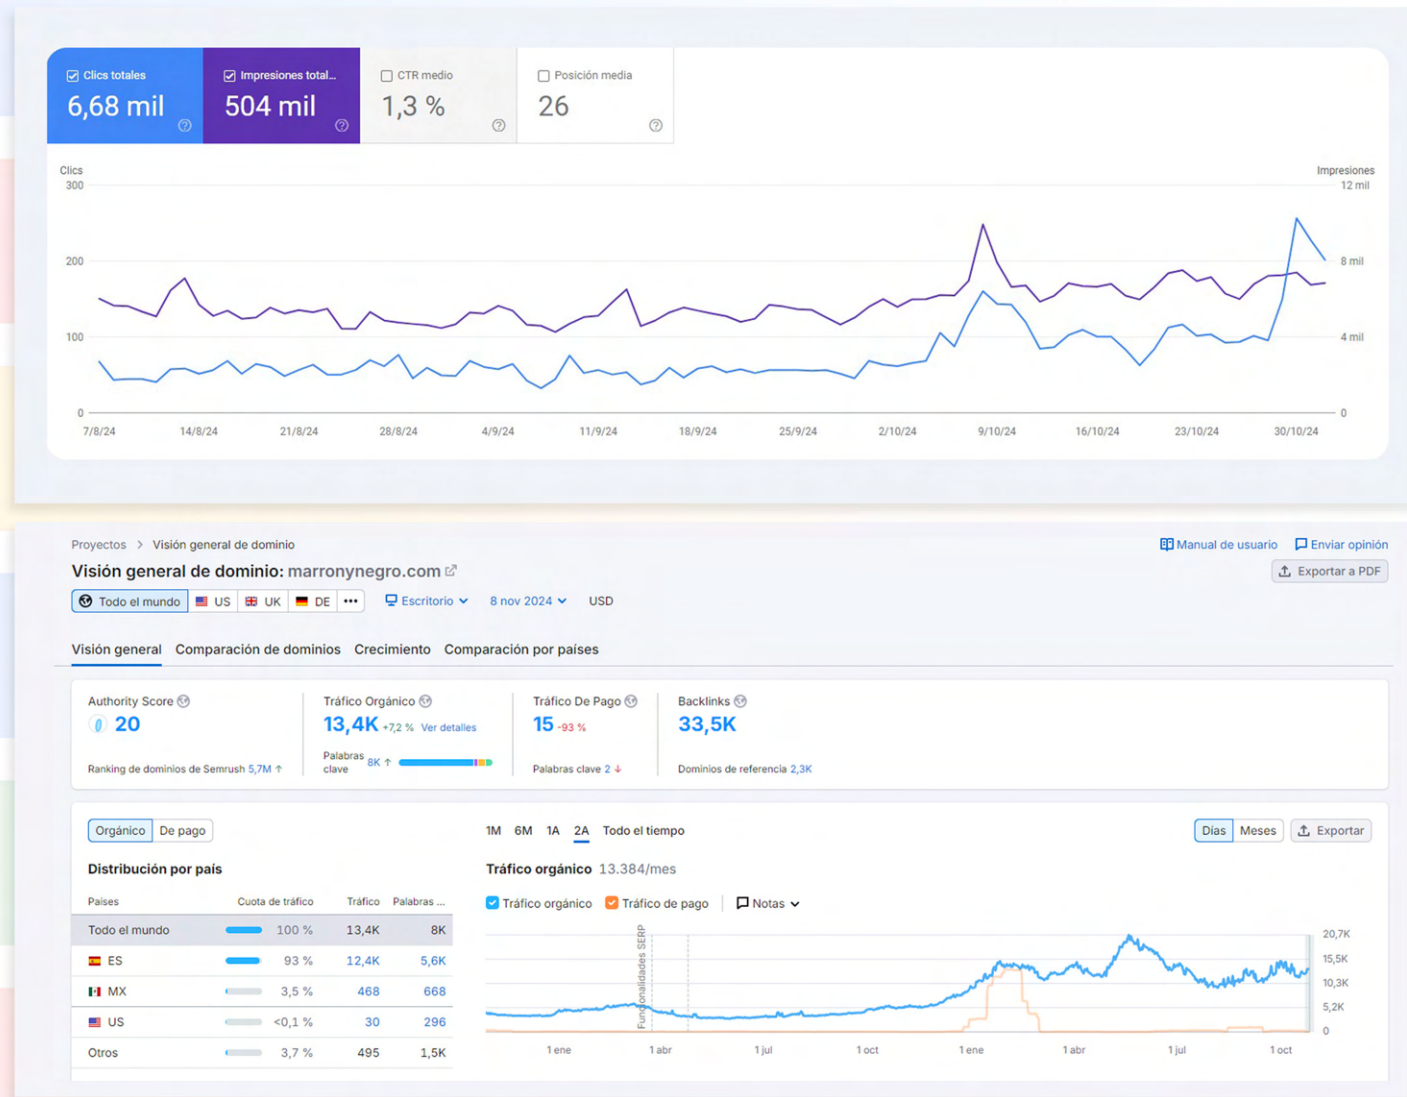 Clics totales
Impresiones total...
CTR medio
Posición media
6,68 mil
504 mil
1,3 %
26
Clics
Impresiones
300
12 mil
200
8 mil
100
4 mil
0
0
7/8/24
14/8/24
21/8/24
28/8/24
4/9/24
11/9/24
18/9/24
25/9/24
2/10/24
9/10/24
16/10/24
23/10/24
30/10/24
Proyectos > Visión general de dominio
Manual de usuario
Enviar opinión
Visión general de dominio: marronynegro.com
Exportar a PDF
Todo el mundo
US
UK
DE
•••
Escritorio
8 nov 2024
USD
Visión general
Comparación de dominios
Crecimiento
Comparación por países
Authority Score
20
Ranking de dominios de Semrush 5,7M ↑
Tráfico Orgánico
13,4K +7,2 % Ver detalles
Palabras clave 8K ↑
Tráfico De Pago
15 -93 %
Palabras clave 2 ↓
Backlinks
33,5K
Dominios de referencia 2,3K
Orgánico
De pago
1M
6M
1A
2A
Todo el tiempo
Días
Meses
Exportar
Distribución por país
Tráfico orgánico 13.384/mes
Países
Cuota de tráfico
Tráfico
Palabras ...
Todo el mundo 100 % 13,4K 8K
ES 93 % 12,4K 5,6K
MX 3,5 % 468 668
US <0,1 % 30 296
Otros 3,7 % 495 1,5K
Tráfico orgánico
Tráfico de pago
Notas
Funcionalidades SERP
20,7K
15,5K
10,3K
5,2K
0
1 ene
1 abr
1 jul
1 oct
1 ene
1 abr
1 jul
1 oct